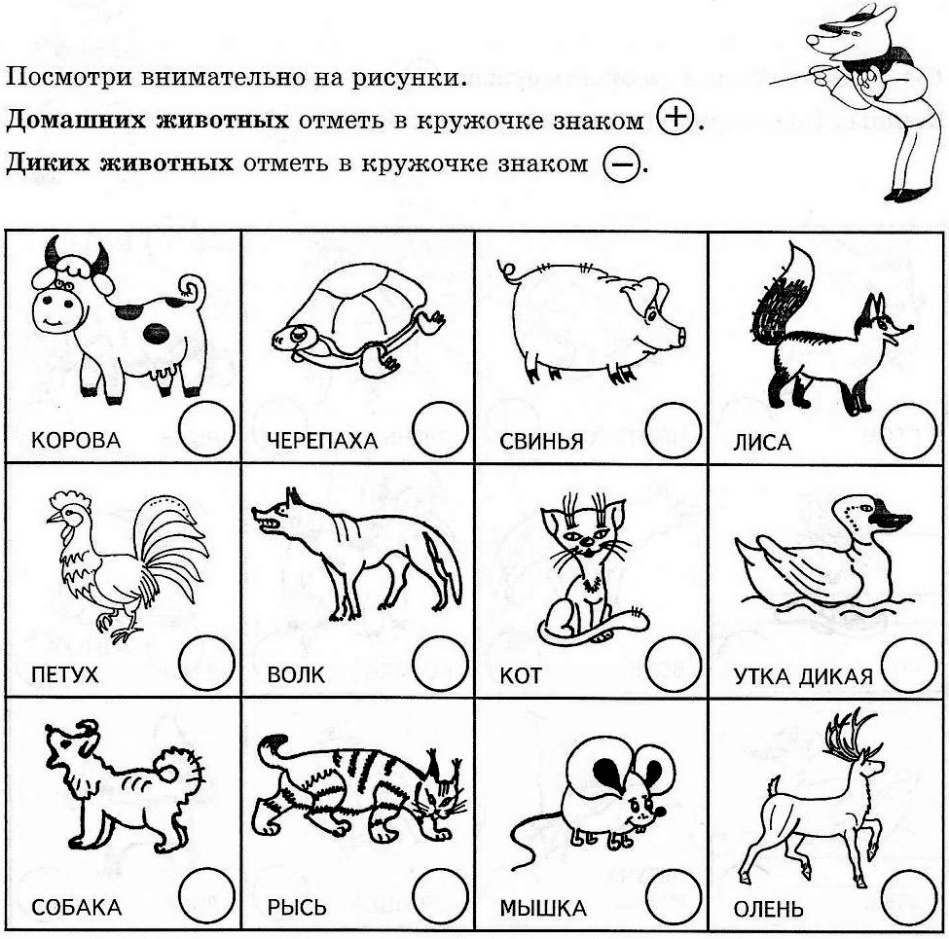 Посмотри внимательно на рисунки.
Домашних животных отметь в кружочке знаком (+).
Диких животных отметь в кружочке знаком (−).
КОРОВА ЧЕРЕПАХА СВИНЬЯ ЛИСА
ПЕТУХ ВОЛК КОТ УТКА ДИКАЯ
СОБАКА РЫСЬ МЫШКА ОЛЕНЬ